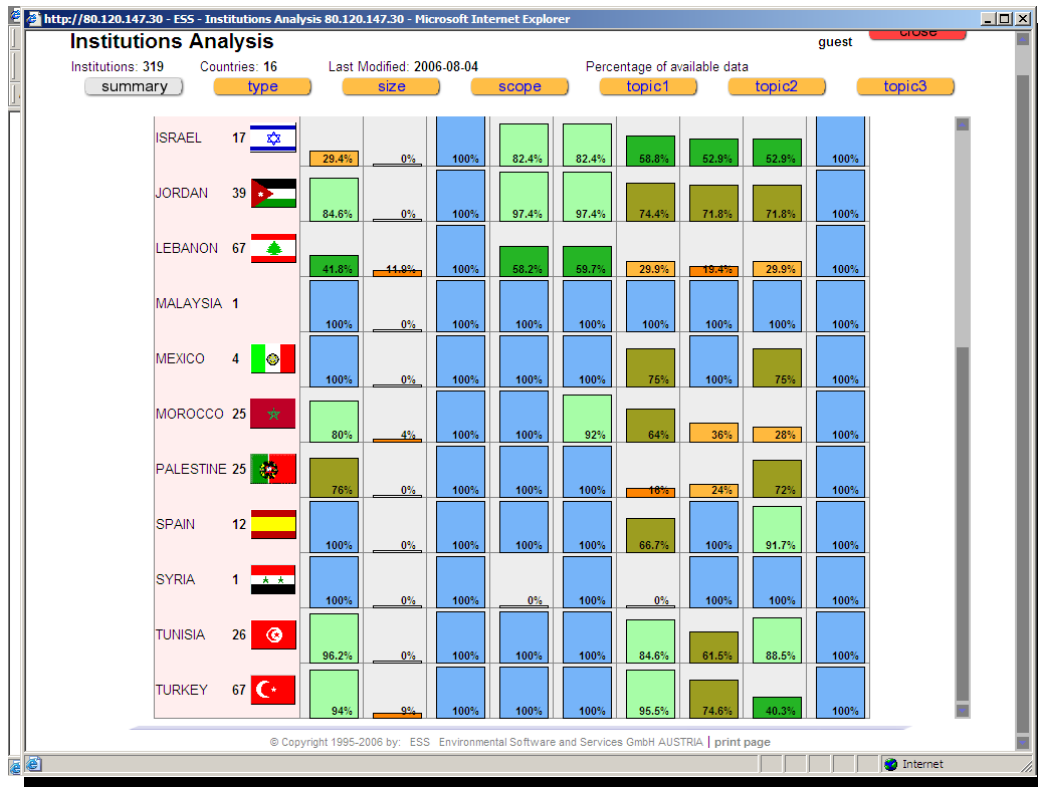 http://80.120.147.30 - ESS - Institutions Analysis 80.120.147.30 - Microsoft Internet Explorer
Institutions Analysis guest close
Institutions: 319 Countries: 16 Last Modified: 2006-08-04 Percentage of available data
summary type size scope topic1 topic2 topic3
ISRAEL 17 29.4% 0% 100% 82.4% 82.4% 58.8% 52.9% 52.9% 100%
JORDAN 39 84.6% 0% 100% 97.4% 97.4% 74.4% 71.8% 71.8% 100%
LEBANON 67 41.8% 11.9% 100% 58.2% 59.7% 29.9% 19.4% 29.9% 100%
MALAYSIA 1 100% 0% 100% 100% 100% 100% 100% 100% 100%
MEXICO 4 100% 0% 100% 100% 100% 75% 100% 75% 100%
MOROCCO 25 80% 4% 100% 100% 92% 64% 36% 28% 100%
PALESTINE 25 76% 0% 100% 100% 100% 16% 24% 72% 100%
SPAIN 12 100% 0% 100% 100% 100% 66.7% 100% 91.7% 100%
SYRIA 1 100% 0% 100% 0% 100% 0% 100% 100% 100%
TUNISIA 26 96.2% 0% 100% 100% 100% 84.6% 61.5% 88.5% 100%
TURKEY 67 94% 9% 100% 100% 100% 95.5% 74.6% 40.3% 100%
© Copyright 1995-2006 by: ESS Environmental Software and Services GmbH AUSTRIA | print page
Internet